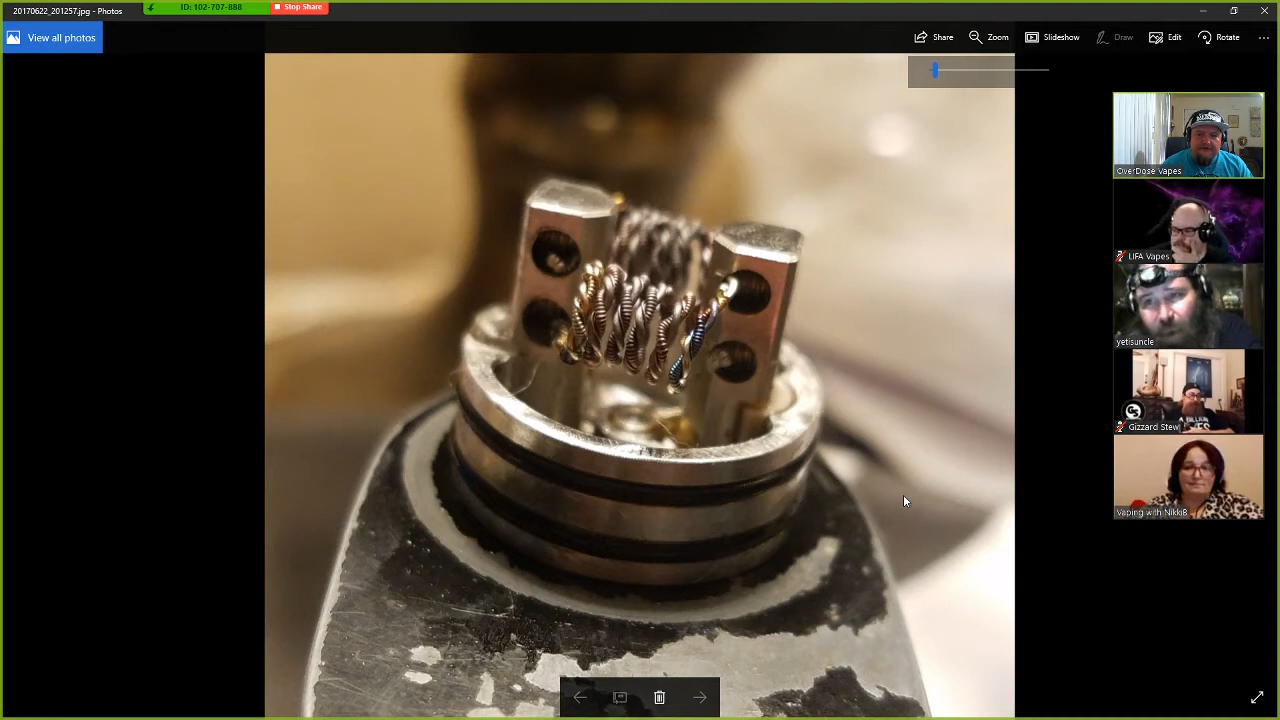 20170622_201257.jpg - Photos
ID: 102-707-888
Stop Share
View all photos
Share
Zoom
Slideshow
Draw
Edit
Rotate
OverDose Vapes
LIFA Vapes
yetisuncle
Gizzard Stew
Vaping with NikkiB